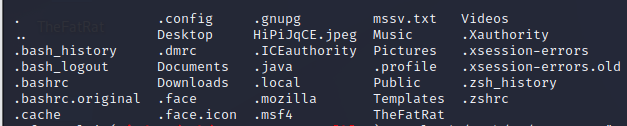 .                .config    .gnupg        mssv.txt   Videos
..               Desktop    HiPiJqCE.jpeg Music      .Xauthority
.bash_history    .dmrc      .ICEauthority Pictures   .xsession-errors
.bash_logout     Documents  .java         .profile   .xsession-errors.old
.bashrc          Downloads  .local        Public     .zsh_history
.bashrc.original .face      .mozilla      Templates  .zshrc
.cache           .face.icon .msf4         TheFatRat